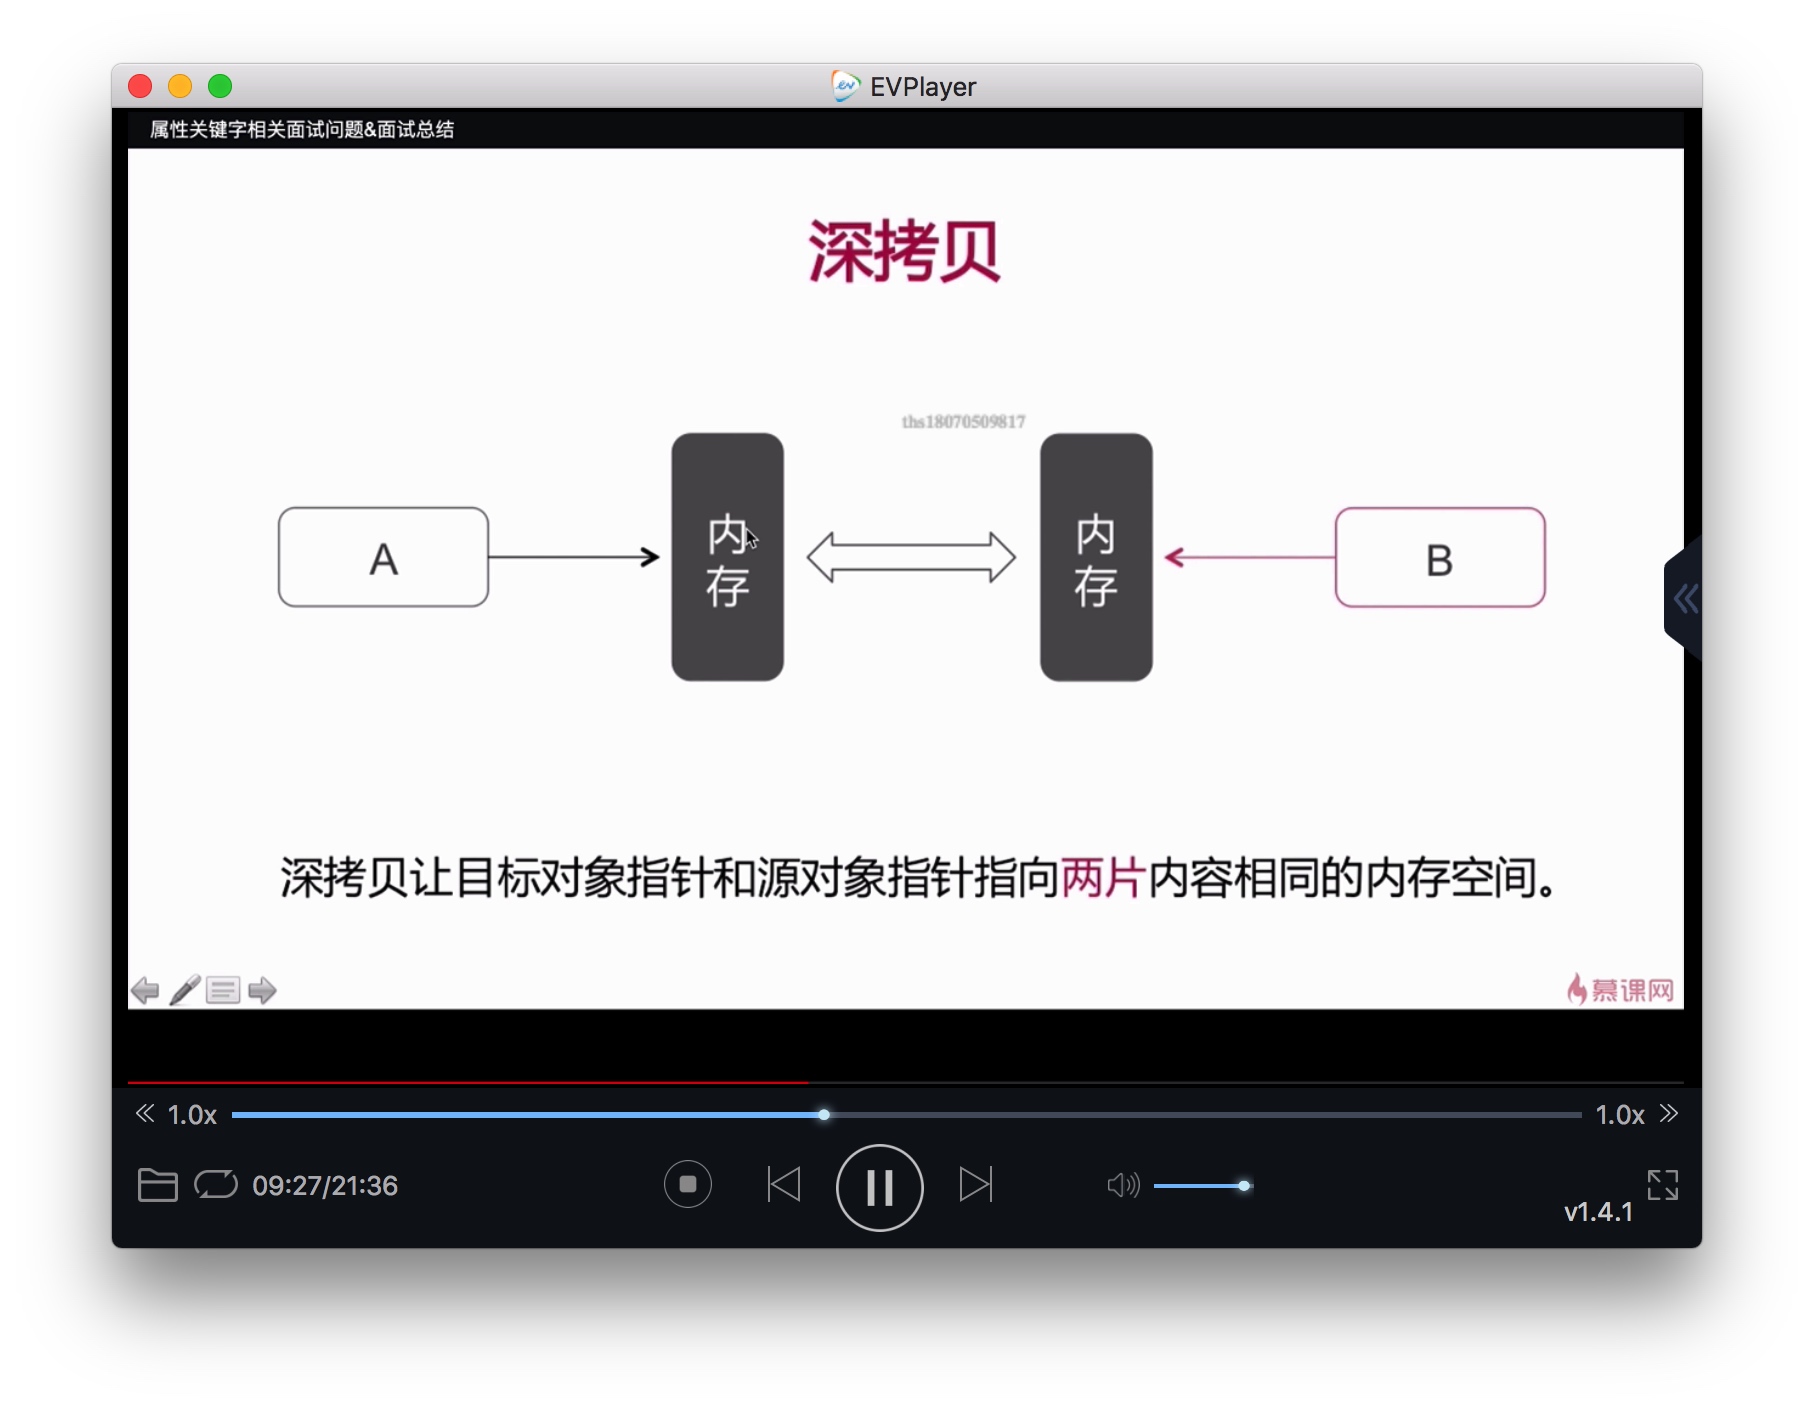 EVPlayer
属性关键字相关面试问题&面试总结
深拷贝
ths18070509817
A
内存
内存
B
深拷贝让目标对象指针和源对象指针指向两片内容相同的内存空间。
慕课网
1.0x
1.0x
09:27/21:36
v1.4.1